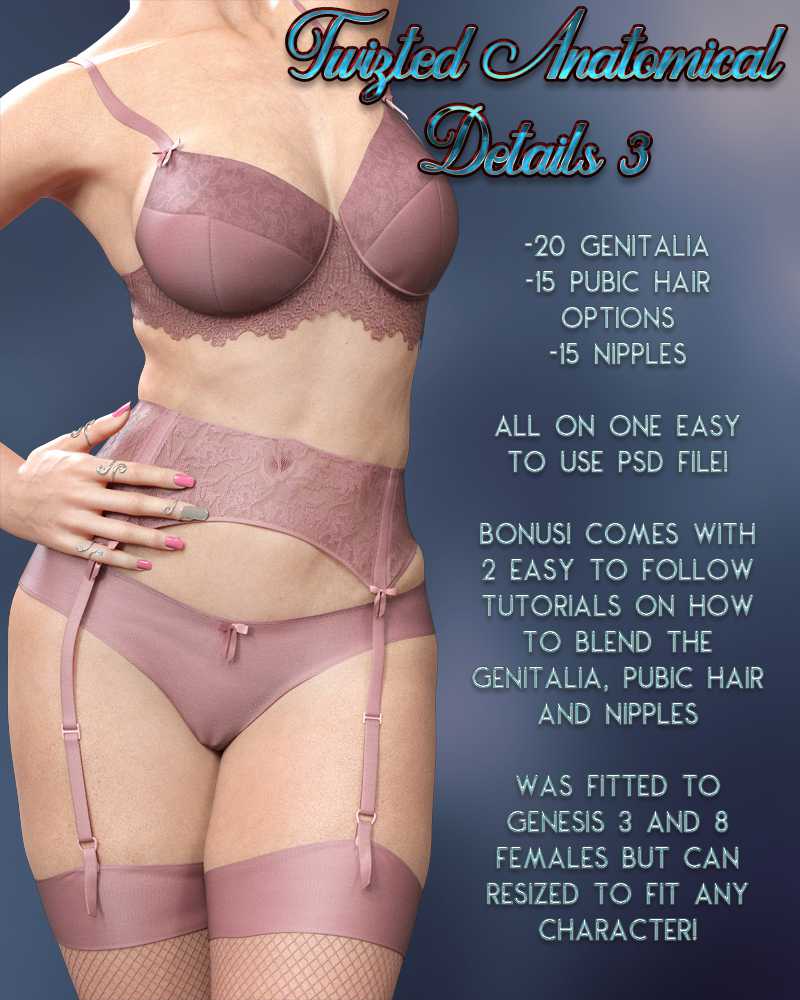 Twizted Anatomical
Details 3
-20 GENITALIA
-15 PUBIC HAIR
OPTIONS
-15 NIPPLES
ALL ON ONE EASY
TO USE PSD FILE!
BONUS! COMES WITH
2 EASY TO FOLLOW
TUTORIALS ON HOW
TO BLEND THE
GENITALIA, PUBIC HAIR
AND NIPPLES
WAS FITTED TO
GENESIS 3 AND 8
FEMALES BUT CAN
RESIZED TO FIT ANY
CHARACTER!